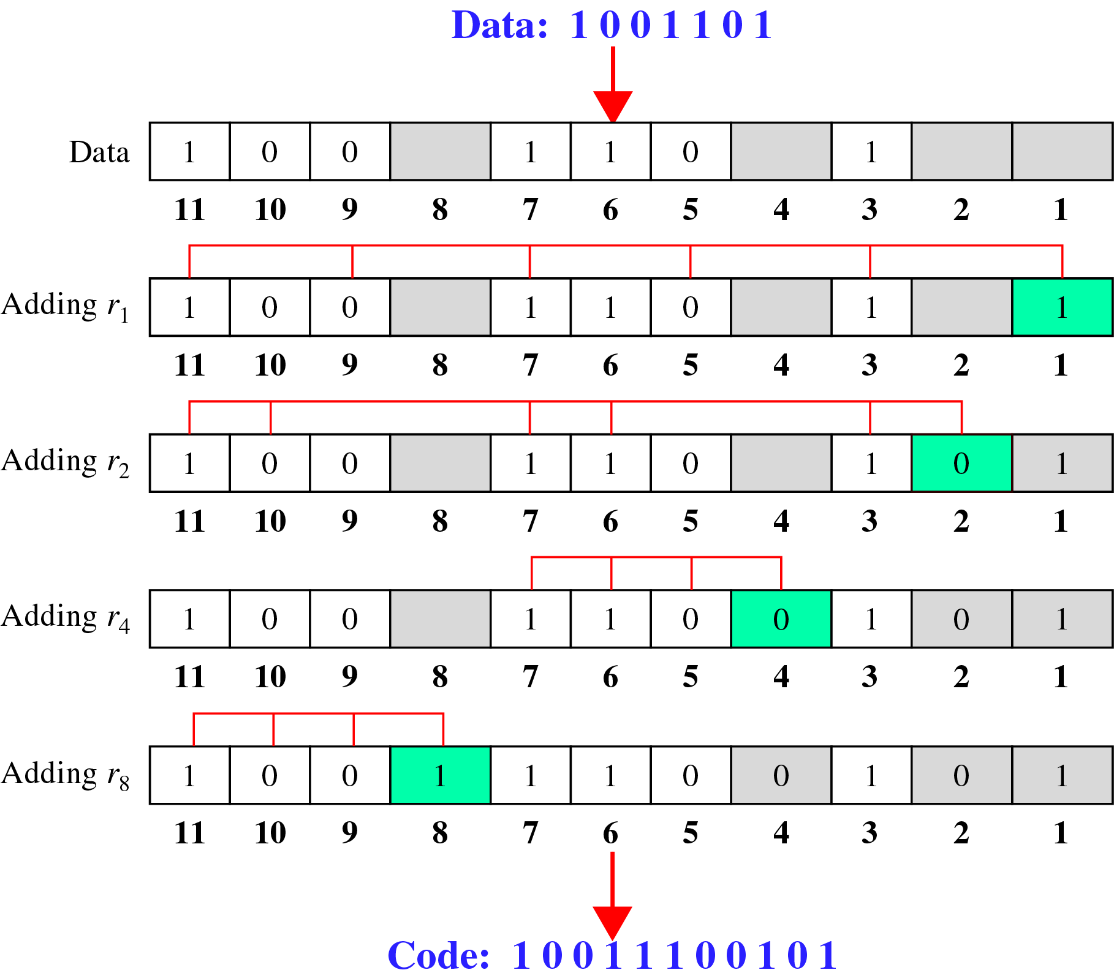 Data: 1 0 0 1 1 0 1
Data 1 0 0 1 1 0 1
11 10 9 8 7 6 5 4 3 2 1
Adding r1 1 0 0 1 1 0 1 1
11 10 9 8 7 6 5 4 3 2 1
Adding r2 1 0 0 1 1 0 1 0 1
11 10 9 8 7 6 5 4 3 2 1
Adding r4 1 0 0 1 1 0 0 1 0 1
11 10 9 8 7 6 5 4 3 2 1
Adding r8 1 0 0 1 1 1 0 0 1 0 1
11 10 9 8 7 6 5 4 3 2 1
Code: 1 0 0 1 1 1 0 0 1 0 1